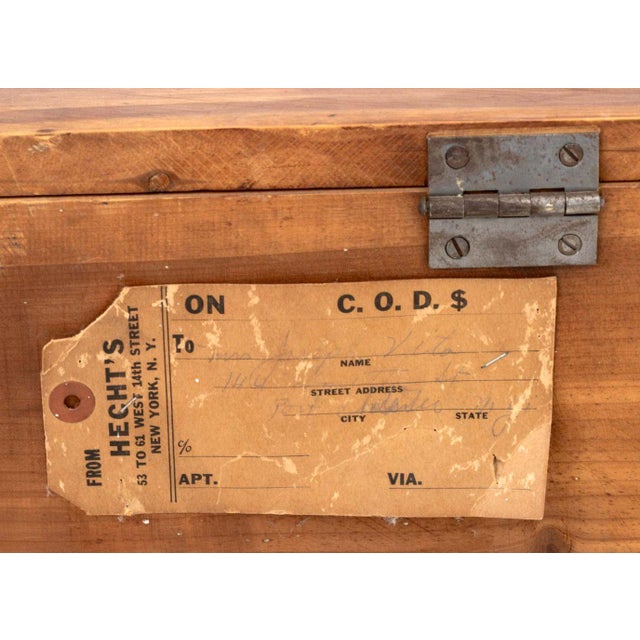 FROM
HECHT'S
53 TO 61 WEST 14th STREET
NEW YORK, N. Y.
ON C. O. D. $
To
NAME
STREET ADDRESS
CITY STATE
%
APT. VIA.